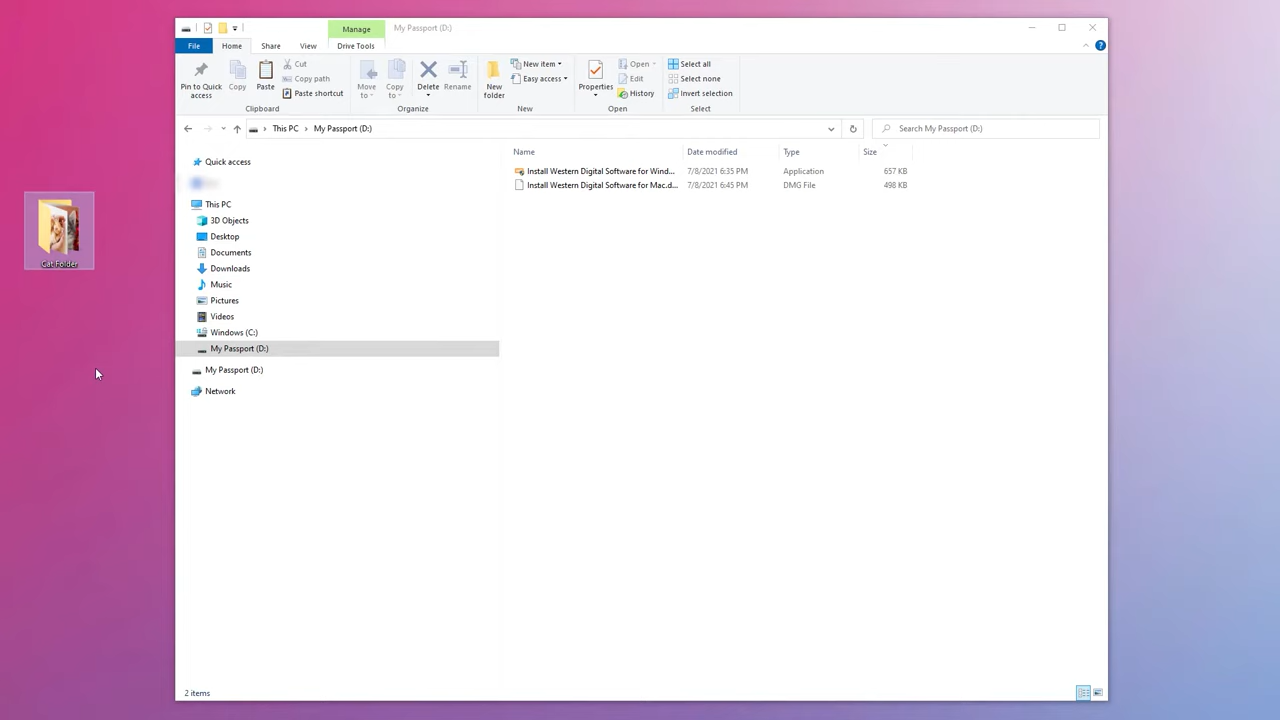 Manage
My Passport (D:)
File
Home
Share
View
Drive Tools
Pin to Quick access
Copy
Paste
Cut
Copy path
Paste shortcut
Clipboard
Move to
Copy to
Delete
Rename
Organize
New folder
New item
Easy access
New
Properties
Open
Edit
History
Open
Select all
Select none
Invert selection
Select
This PC
My Passport (D:)
Search My Passport (D:)
Quick access
This PC
3D Objects
Desktop
Documents
Downloads
Music
Pictures
Videos
Windows (C:)
My Passport (D:)
My Passport (D:)
Network
Name Date modified Type Size
Install Western Digital Software for Wind... 7/8/2021 6:35 PM Application 657 KB
Install Western Digital Software for Mac.d... 7/8/2021 6:45 PM DMG File 498 KB
Cat Folder
2 items